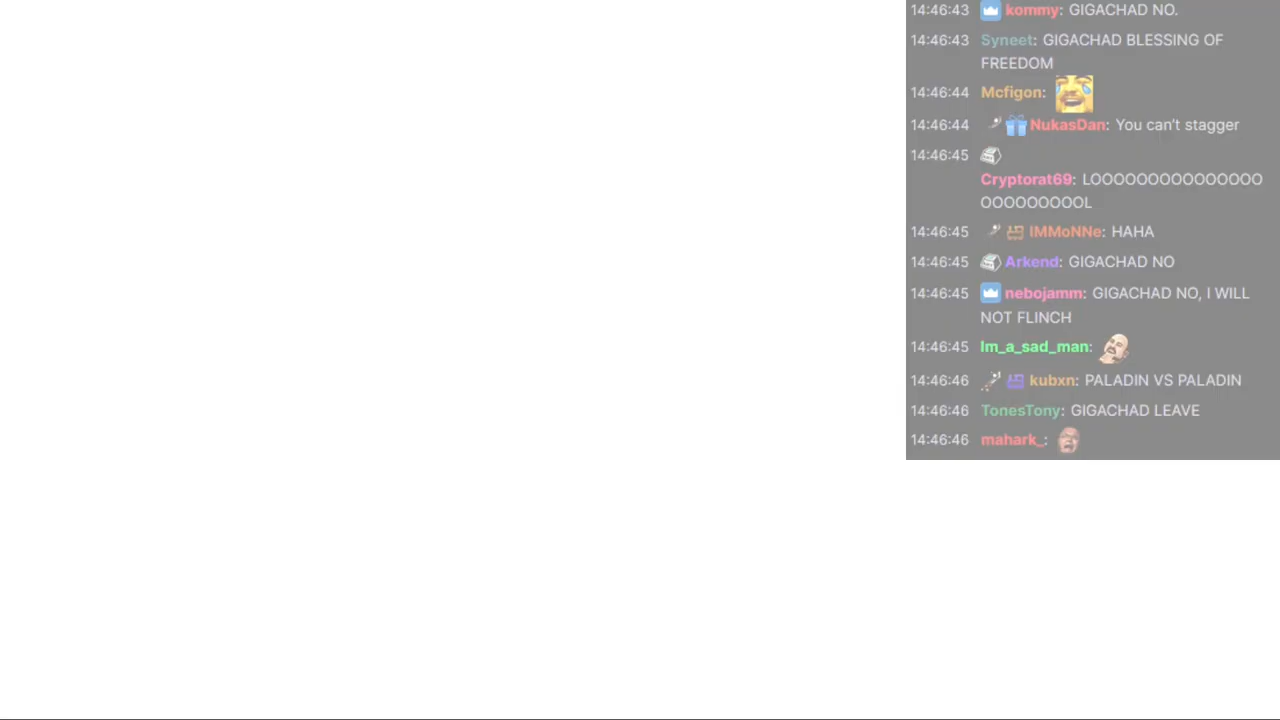 14:46:43 kommy: GIGACHAD NO.
14:46:43 Syneet: GIGACHAD BLESSING OF
FREEDOM
14:46:44 Mcfigon:
14:46:44 NukasDan: You can't stagger
14:46:45
Cryptorat69: LOOOOOOOOOOOOOOO
OOOOOOOOOL
14:46:45 IMMoNNe: HAHA
14:46:45 Arkend: GIGACHAD NO
14:46:45 nebojamm: GIGACHAD NO, I WILL
NOT FLINCH
14:46:45 Im_a_sad_man:
14:46:46 kubxn: PALADIN VS PALADIN
14:46:46 TonesTony: GIGACHAD LEAVE
14:46:46 mahark_: